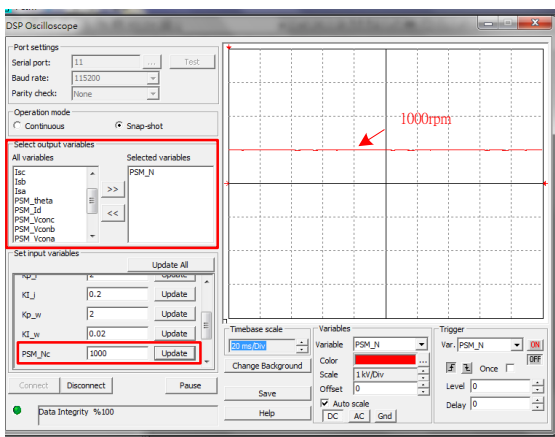 DSP Oscilloscope
Port settings
Serial port: 11 ... Test
Baud rate: 115200
Parity check: None
Operation mode
Continuous Snap-shot
Select output variables
All variables Selected variables
Isc PSM_N
Isb
Isa
PSM_theta
PSM_Id
PSM_Vconc
PSM_Vconb
PSM_Vcona
>>
<<
Set input variables
Update All
Kp_i 2 Update
KI_i 0.2 Update
Kp_w 2 Update
KI_w 0.02 Update
PSM_Nc 1000 Update
Connect Disconnect Pause
Data Integrity %100
1000rpm
Timebase scale
20 ms/Div
Change Background
Save
Help
Variables
Variable PSM_N
Color ...
Scale 1 kV/Div
Offset 0
Auto scale
DC AC Gnd
Trigger
Var. PSM_N ON
OFF
Once
Level 0
Delay 0